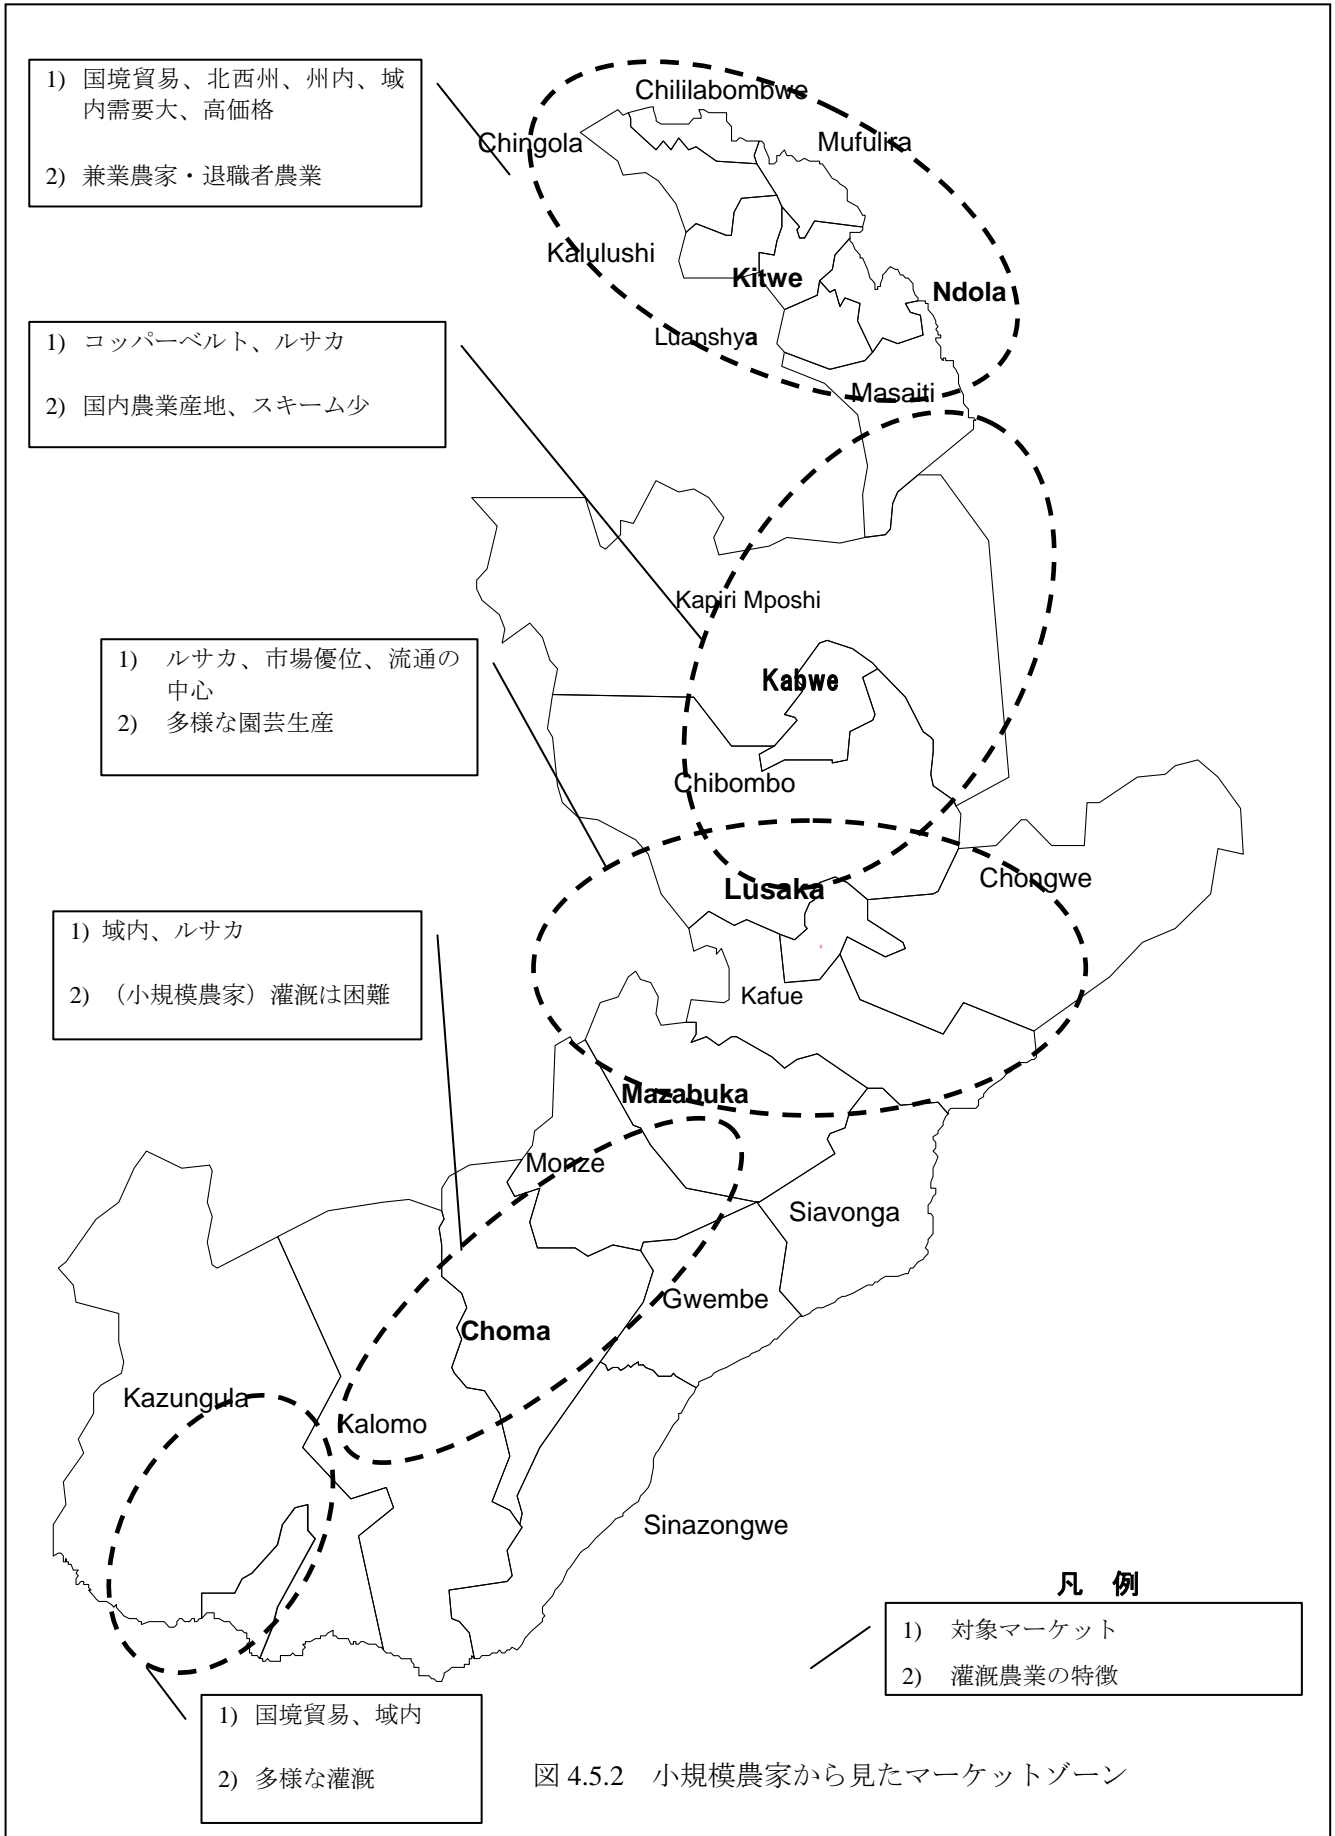 1) 国境貿易、北西州、州内、域
内需要大、高価格
2) 兼業農家・退職者農業
Chililabombwe
Chingola
Mufulira
Kalulushi
Kitwe
Ndola
Luanshya
Masaiti
1) コッパーベルト、ルサカ
2) 国内農業産地、スキーム少
Kapiri Mposhi
1) ルサカ、市場優位、流通の
中心
2) 多様な園芸生産
Kabwe
Chibombo
Chongwe
Lusaka
1) 域内、ルサカ
2) （小規模農家）灌漑は困難
Kafue
Mazabuka
Monze
Siavonga
Gwembe
Choma
Kazungula
Kalomo
Sinazongwe
凡 例
1) 対象マーケット
2) 灌漑農業の特徴
1) 国境貿易、域内
2) 多様な灌漑
図 4.5.2 小規模農家から見たマーケットゾーン